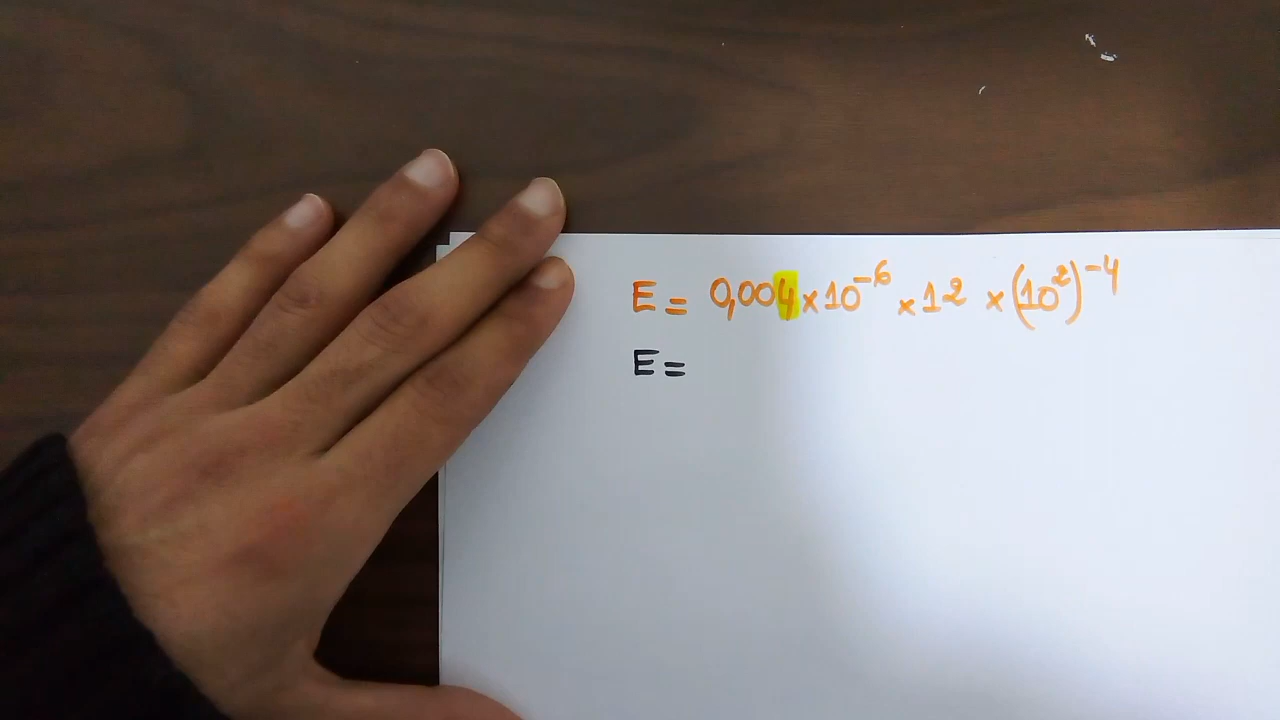 E = 0,004 × 10⁻⁶ × 12 × (10²)⁻⁴
E =